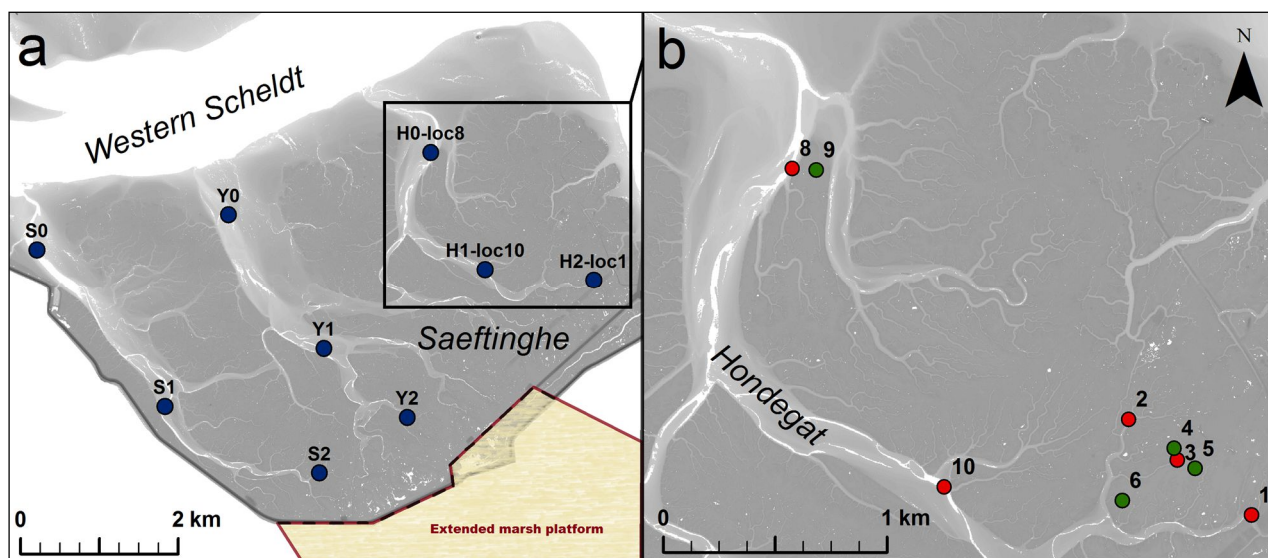 a
Western Scheldt
H0-loc8
Y0
S0
H1-loc10
H2-loc1
Saeftinghe
Y1
S1
Y2
S2
0 2 km
Extended marsh platform
b
N
8 9
Hondegat
2
4
3 5
10
6
1
0 1 km